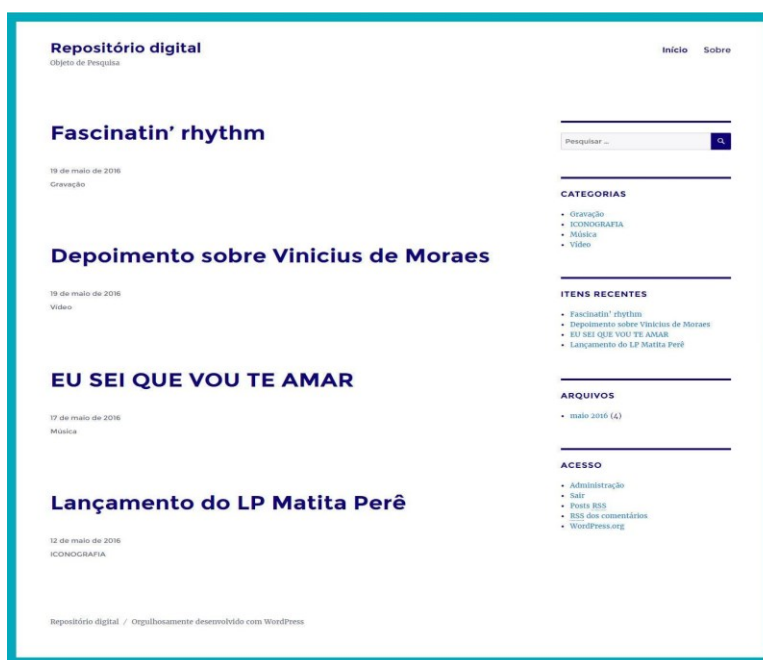 Repositório digital
Objeto de Pesquisa
Início Sobre
Fascinatin' rhythm
19 de maio de 2016
Gravação
Depoimento sobre Vinicius de Moraes
19 de maio de 2016
Vídeo
EU SEI QUE VOU TE AMAR
17 de maio de 2016
Música
Lançamento do LP Matita Perê
12 de maio de 2016
ICONOGRAFIA
Pesquisar ...
CATEGORIAS
• Gravação
• ICONOGRAFIA
• Música
• Vídeo
ITENS RECENTES
• Fascinatin' rhythm
• Depoimento sobre Vinicius de Moraes
• EU SEI QUE VOU TE AMAR
• Lançamento do LP Matita Perê
ARQUIVOS
• maio 2016 (4)
ACESSO
• Administração
• Sair
• Posts RSS
• RSS dos comentários
• WordPress.org
Repositório digital / Orgulhosamente desenvolvido com WordPress